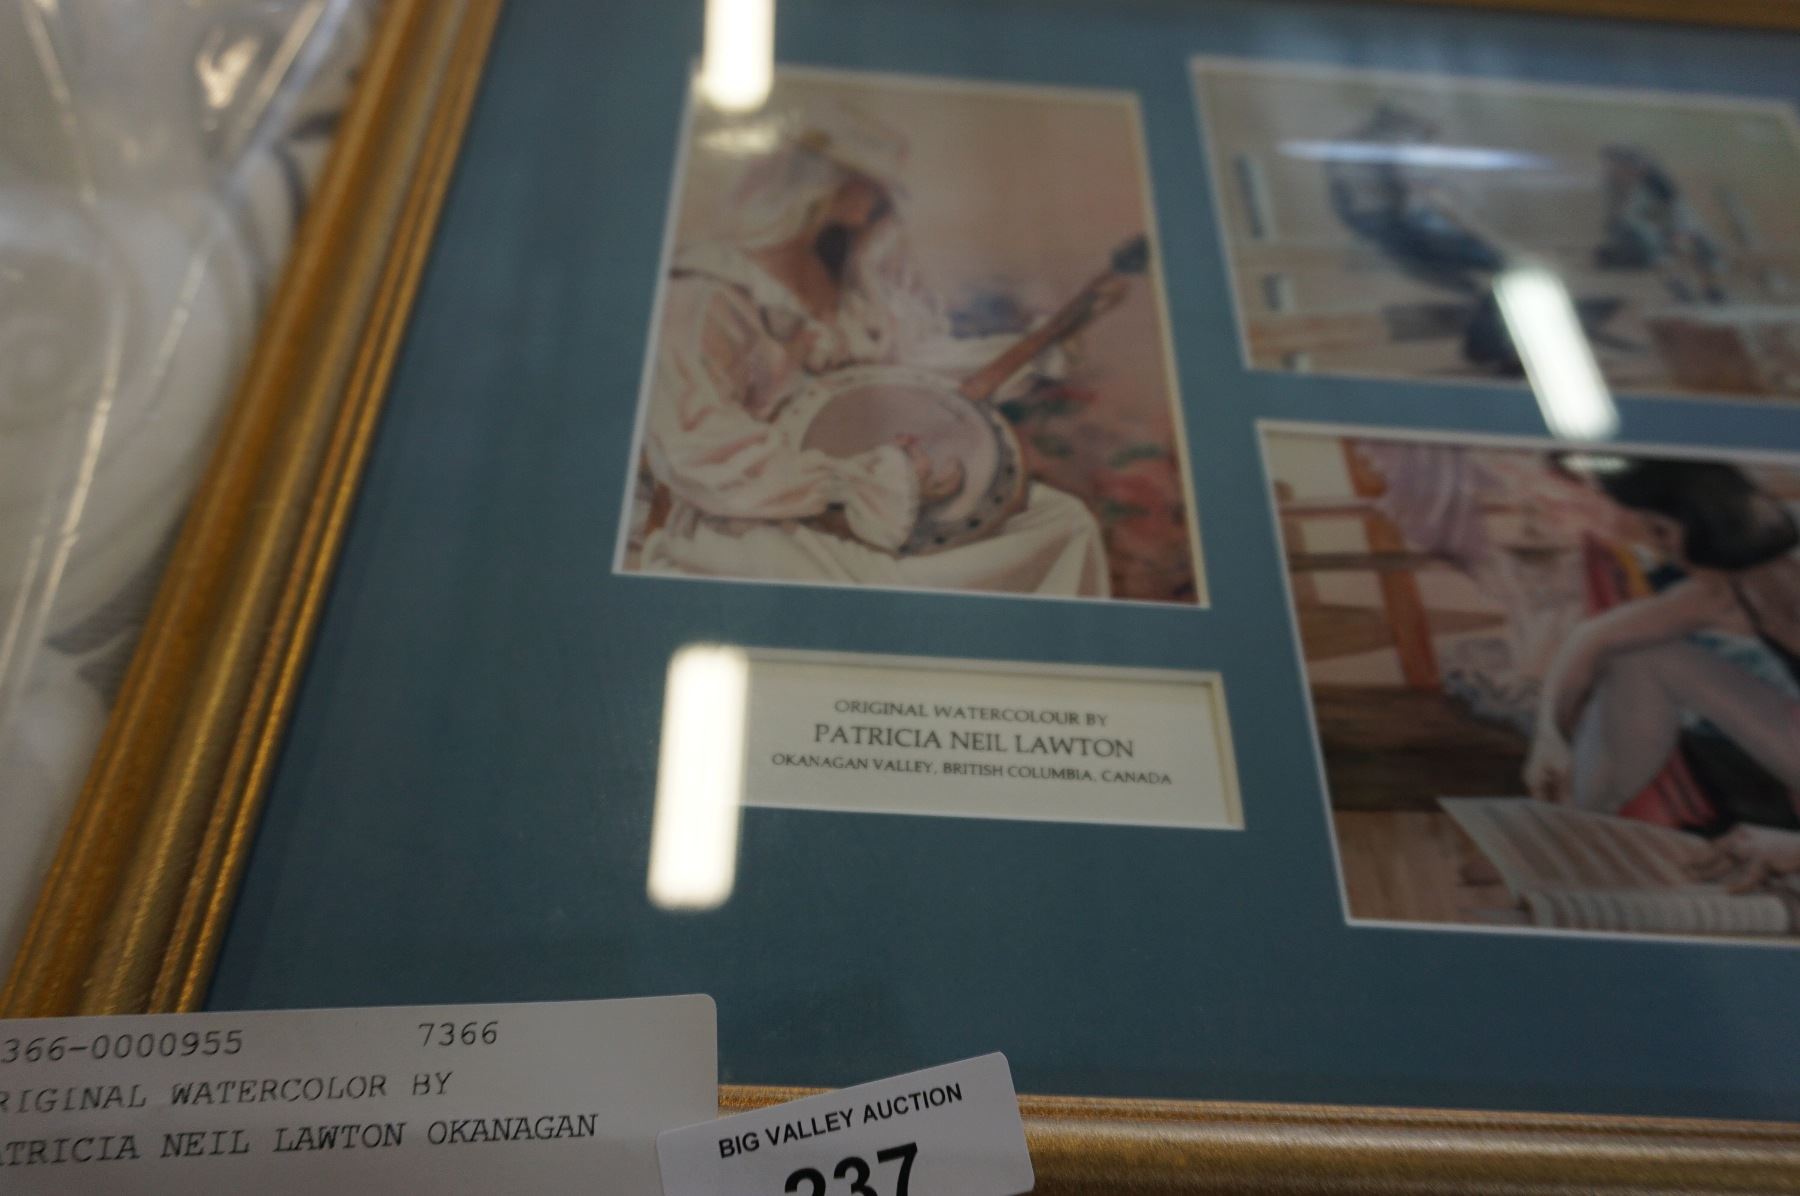 ORIGINAL WATERCOLOUR BY
PATRICIA NEIL LAWTON
OKANAGAN VALLEY, BRITISH COLUMBIA, CANADA
366-0000955 7366
RIGINAL WATERCOLOR BY
ATRICIA NEIL LAWTON OKANAGAN
BIG VALLEY AUCTION
237